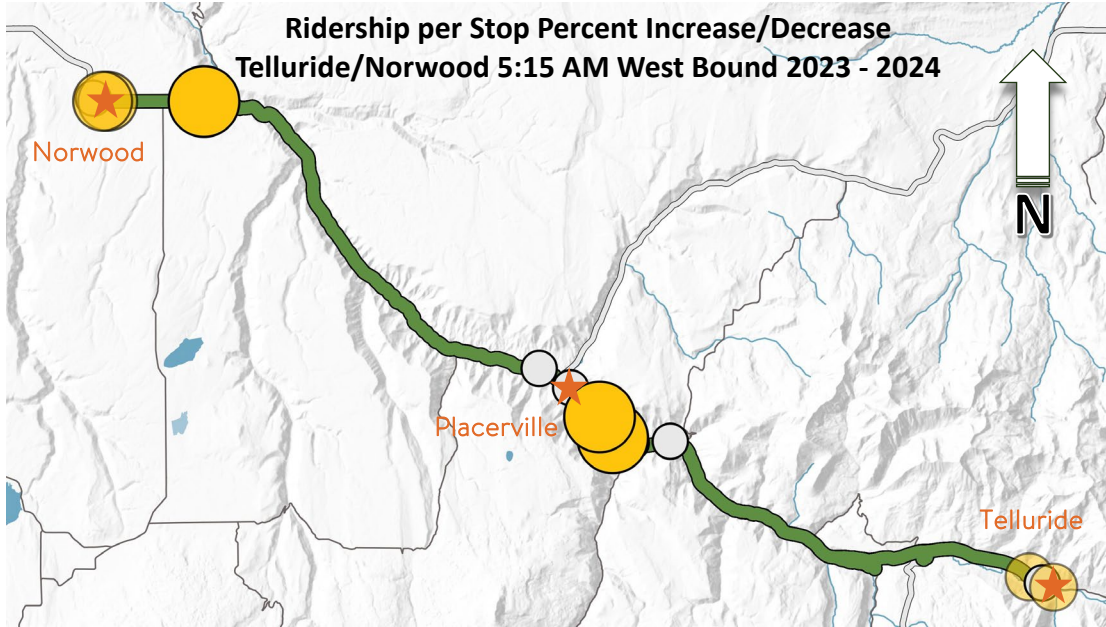 Ridership per Stop Percent Increase/Decrease
Telluride/Norwood 5:15 AM West Bound 2023 - 2024
Norwood
N
Placerville
Telluride